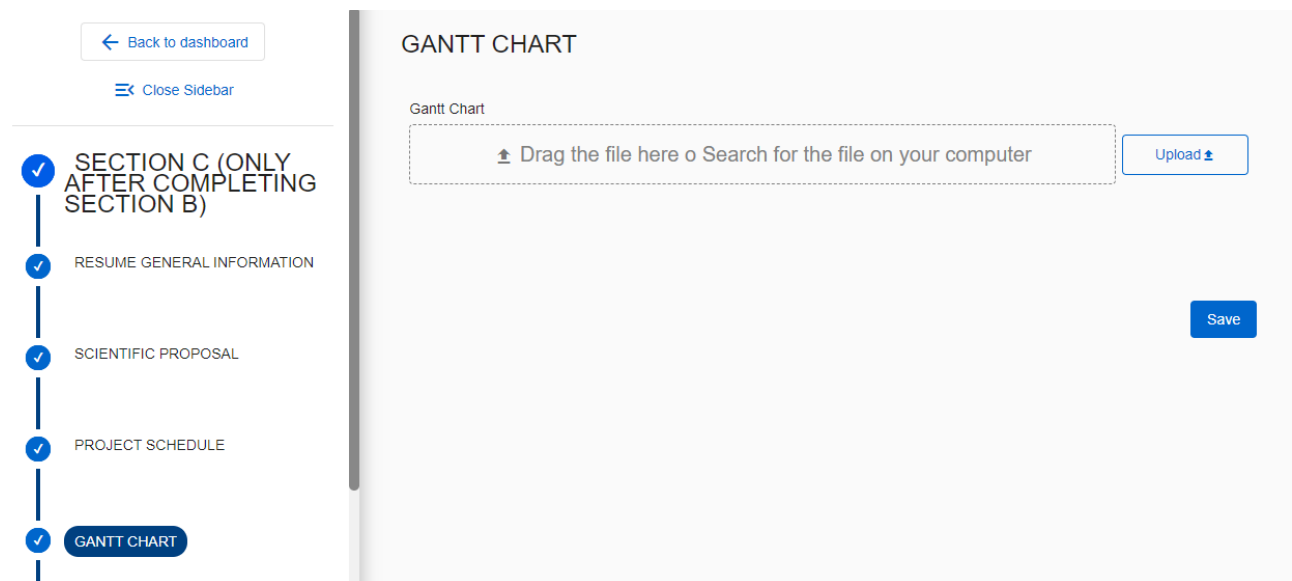 Back to dashboard
Close Sidebar
SECTION C (ONLY
AFTER COMPLETING
SECTION B)
RESUME GENERAL INFORMATION
SCIENTIFIC PROPOSAL
PROJECT SCHEDULE
GANTT CHART
GANTT CHART
Gantt Chart
Drag the file here o Search for the file on your computer
Upload
Save